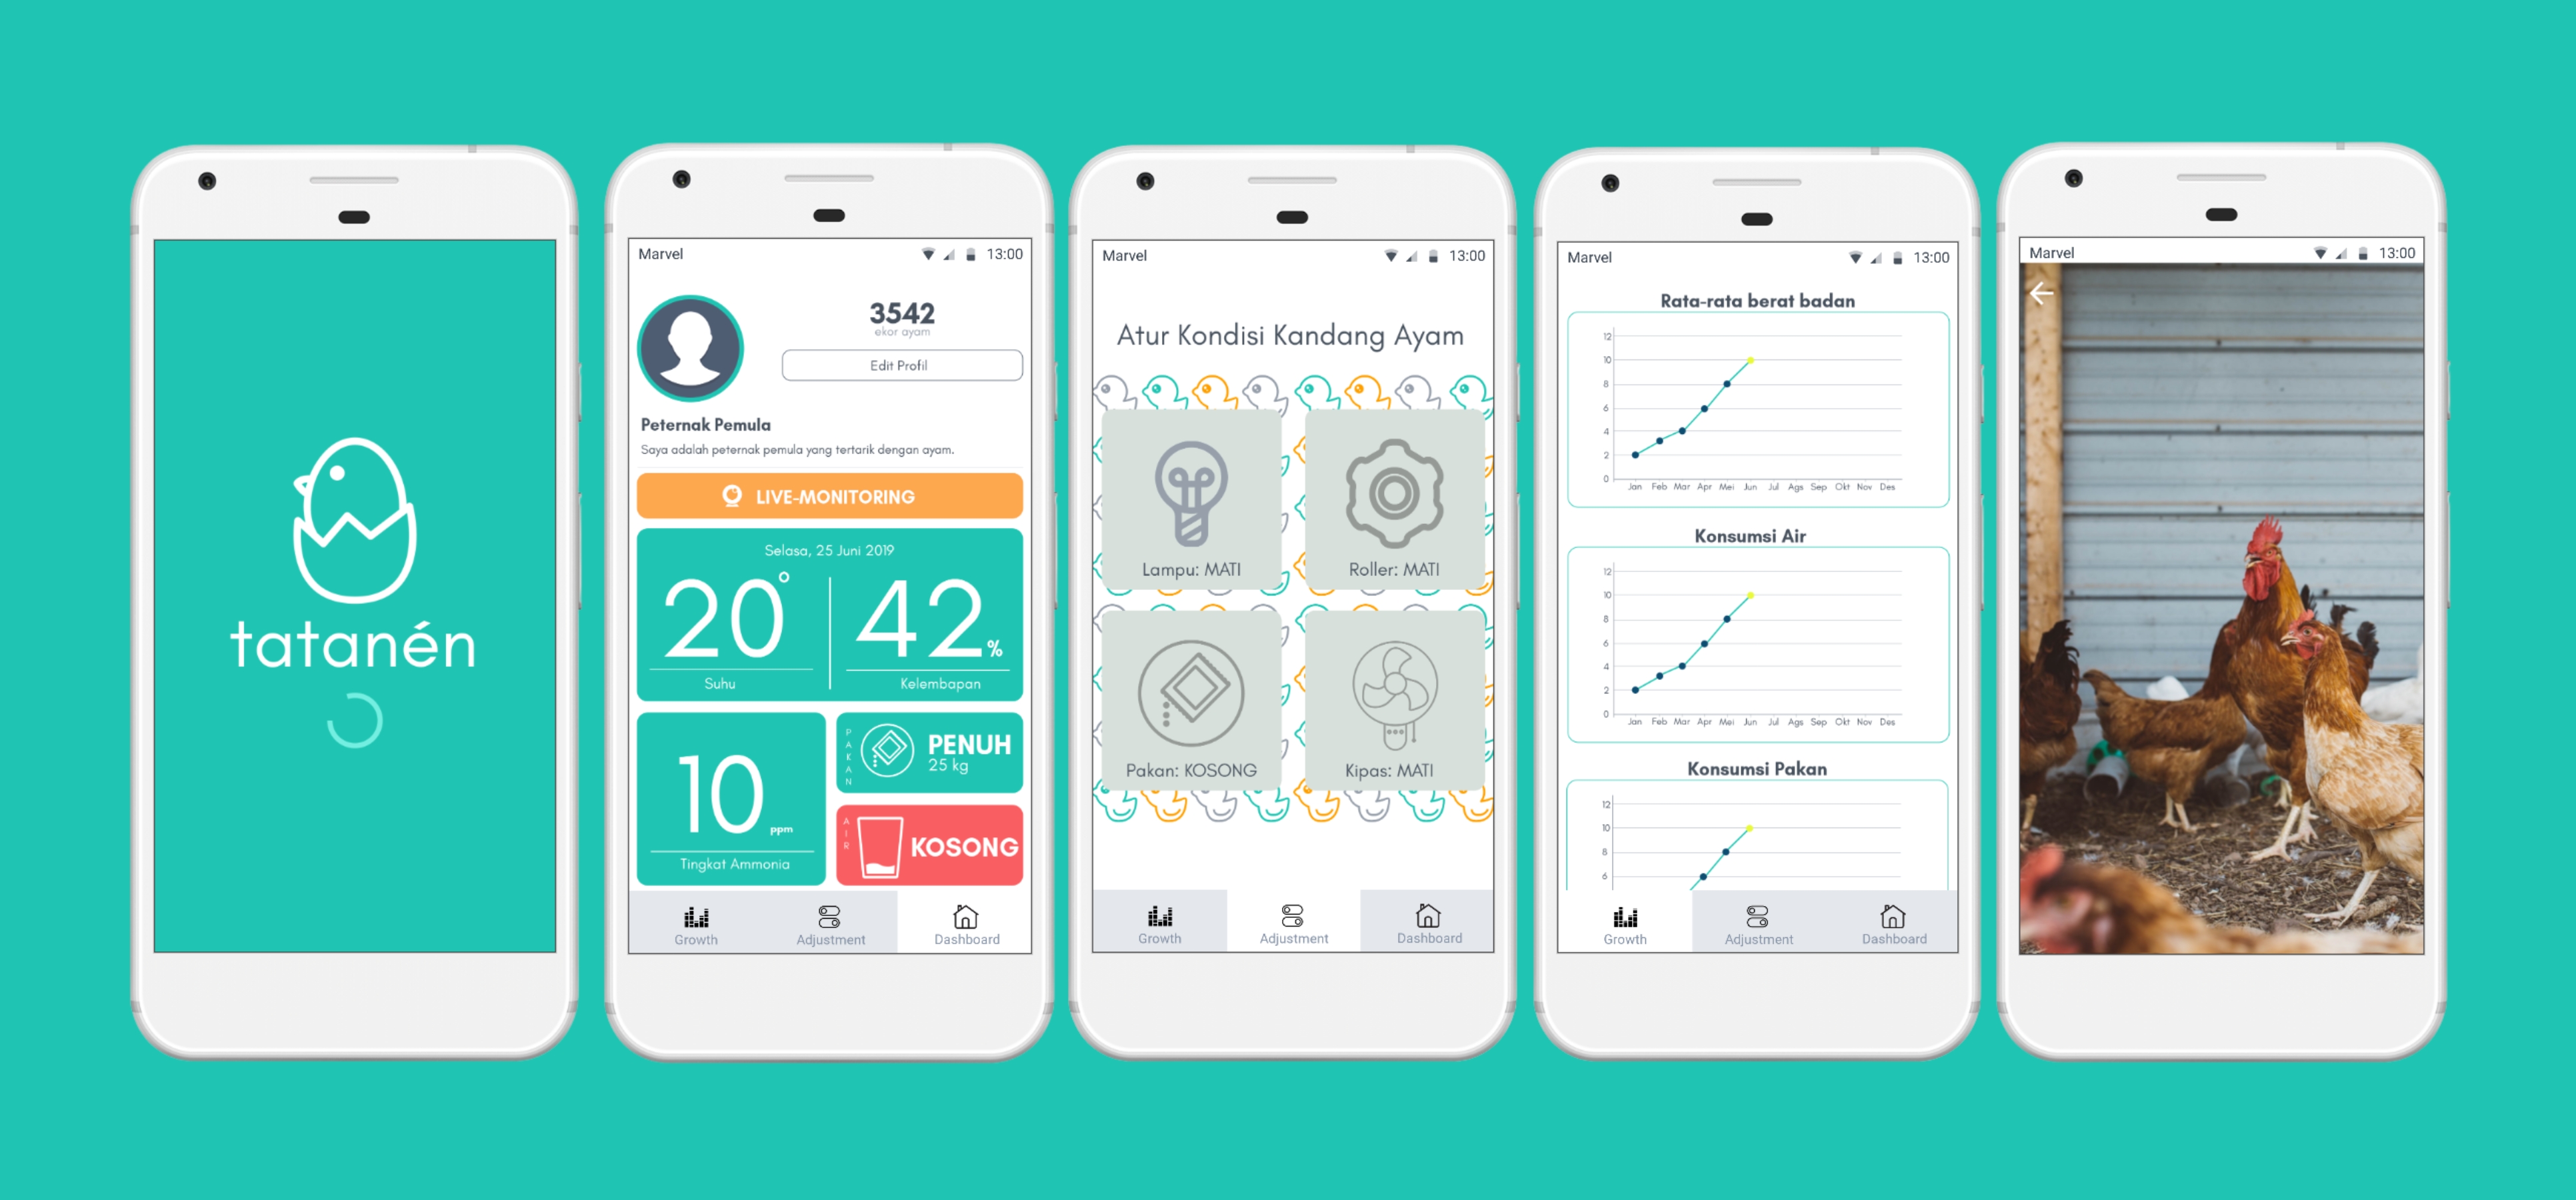 tatanén
Marvel 13:00
3542
ekor ayam
Edit Profil
Peternak Pemula
Saya adalah peternak pemula yang tertarik dengan ayam.
LIVE-MONITORING
Selasa, 25 Juni 2019
20° 42%
Suhu Kelembapan
10 ppm
Tingkat Ammonia
PAKAN
PENUH
25 kg
AIR
KOSONG
Growth Adjustment Dashboard
Marvel 13:00
Atur Kondisi Kandang Ayam
Lampu: MATI Roller: MATI
Pakan: KOSONG Kipas: MATI
Growth Adjustment Dashboard
Marvel 13:00
Rata-rata berat badan
12
10
8
6
4
2
0
Jan Feb Mar Apr Mei Jun Jul Ags Sep Okt Nov Des
Konsumsi Air
12
10
8
6
4
2
0
Jan Feb Mar Apr Mei Jun Jul Ags Sep Okt Nov Des
Konsumsi Pakan
12
10
8
6
Growth Adjustment Dashboard
Marvel 13:00